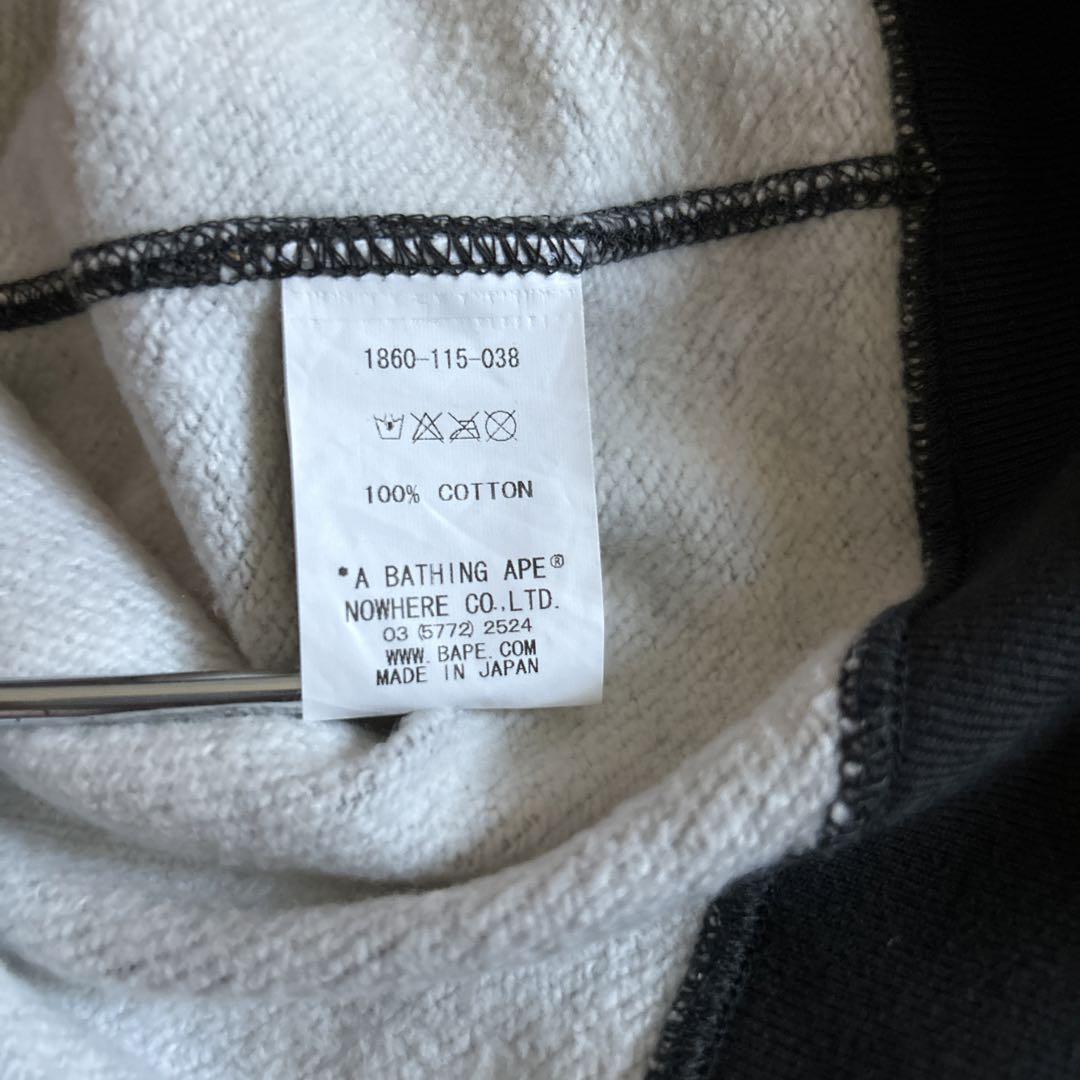 1860-115-038
100% COTTON
*A BATHING APE®
NOWHERE CO.,LTD.
03 (5772) 2524
WWW.BAPE.COM
MADE IN JAPAN